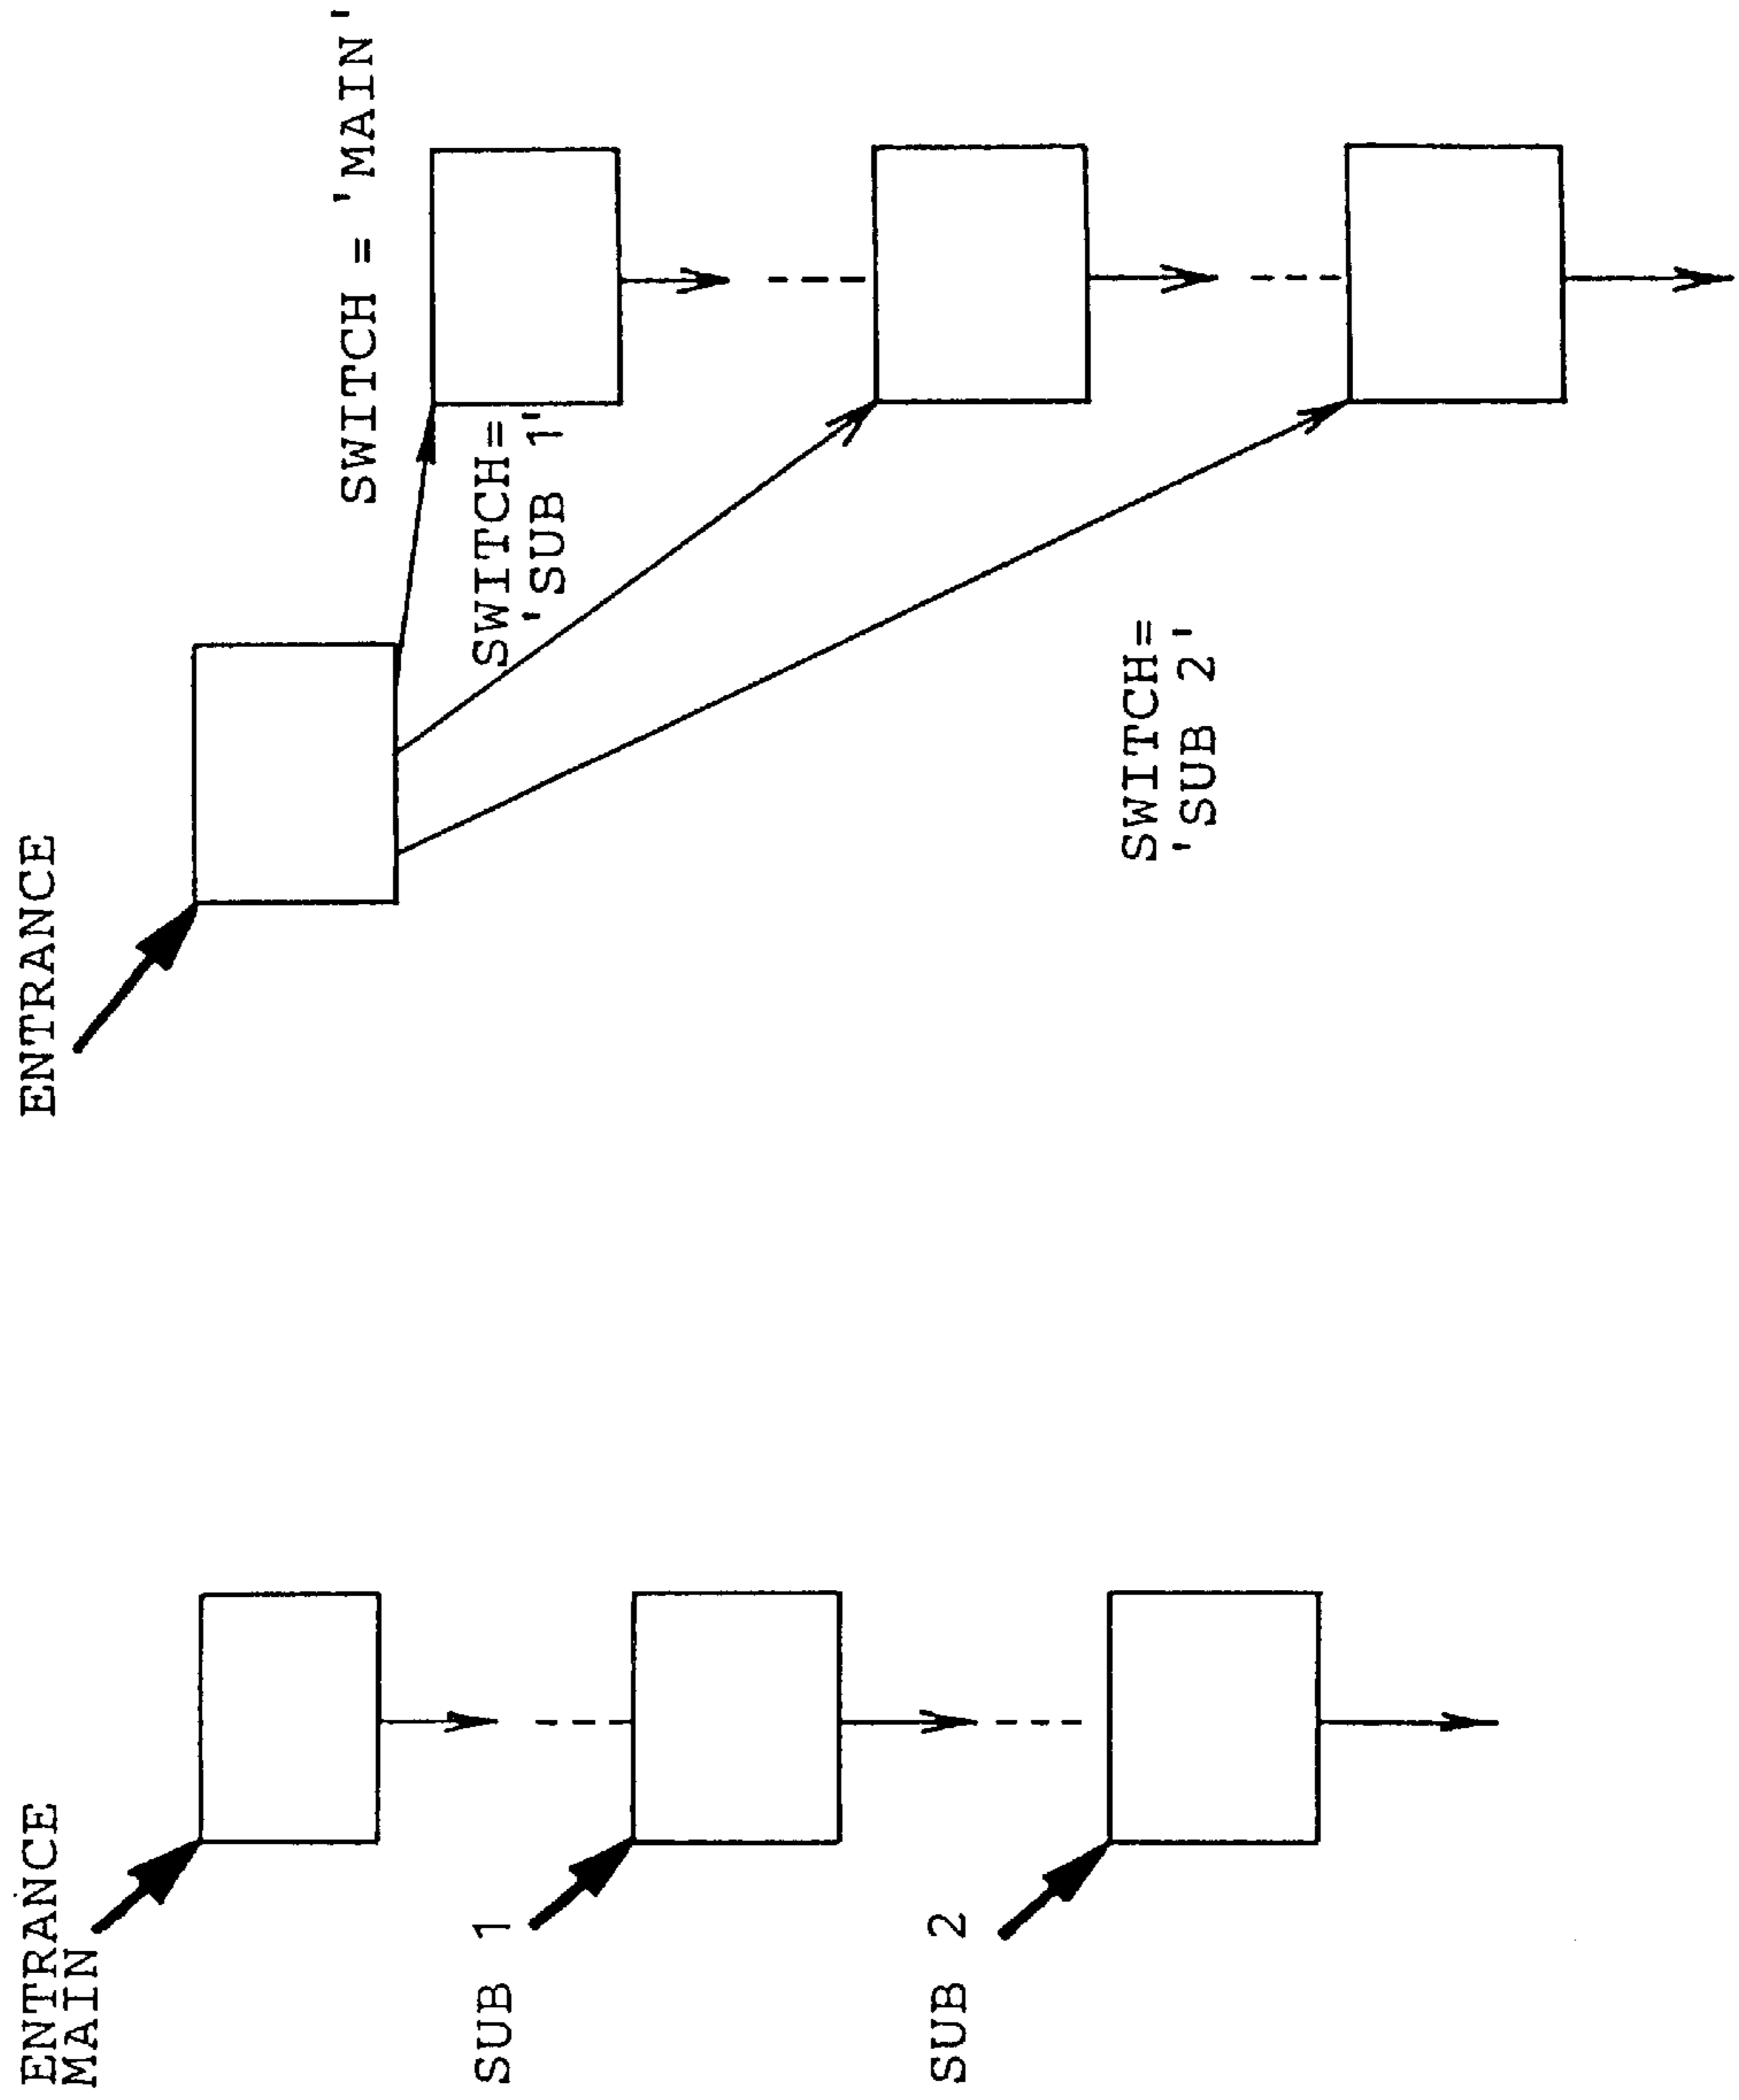 ENTRANCE
MAIN
SUB 1
SUB 2
ENTRANCE
SWITCH = 'MAIN'
SWITCH=
'SUB 1'
SWITCH=
'SUB 2'